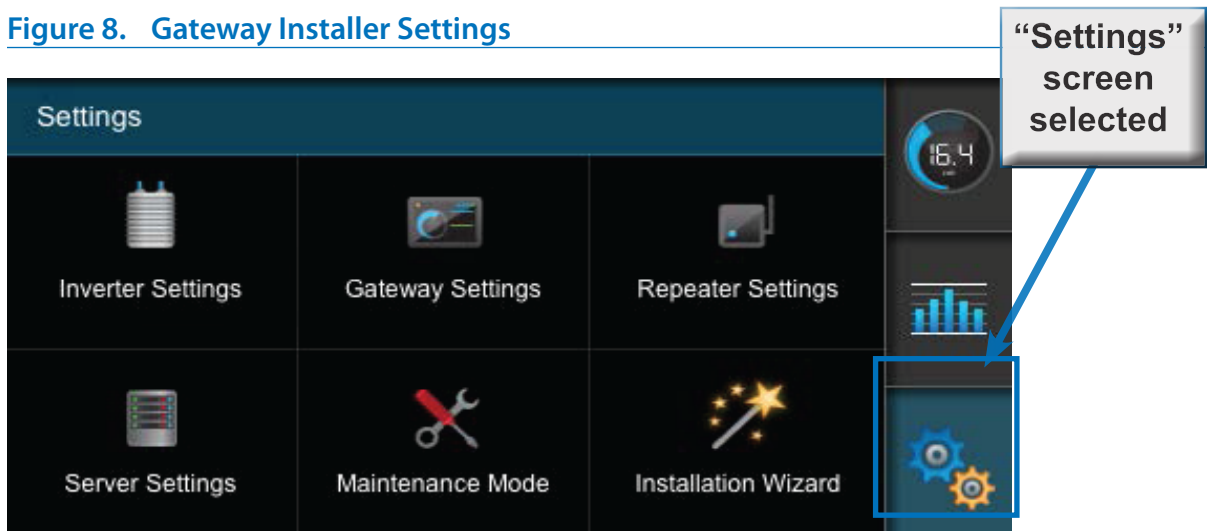 Figure 8. Gateway Installer Settings
“Settings”
screen
selected
Settings
16.4
Inverter Settings
Gateway Settings
Repeater Settings
Server Settings
Maintenance Mode
Installation Wizard